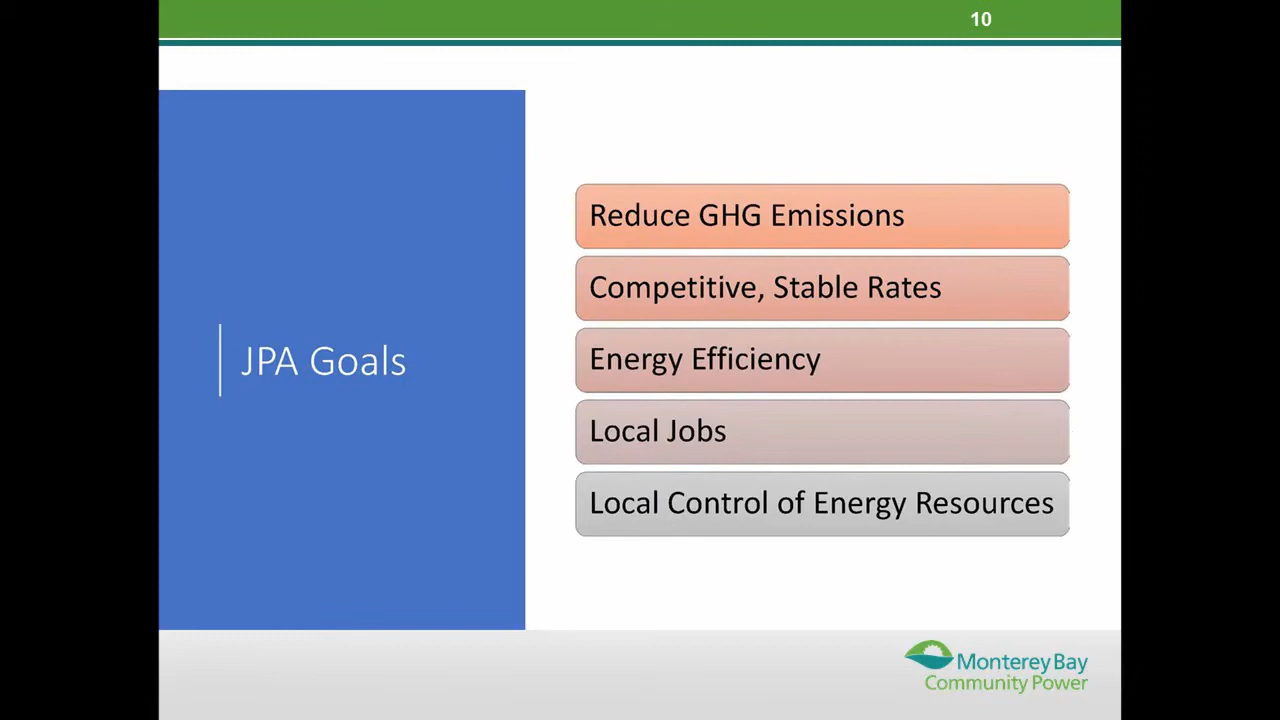 10
JPA Goals
Reduce GHG Emissions
Competitive, Stable Rates
Energy Efficiency
Local Jobs
Local Control of Energy Resources
Monterey Bay
Community Power